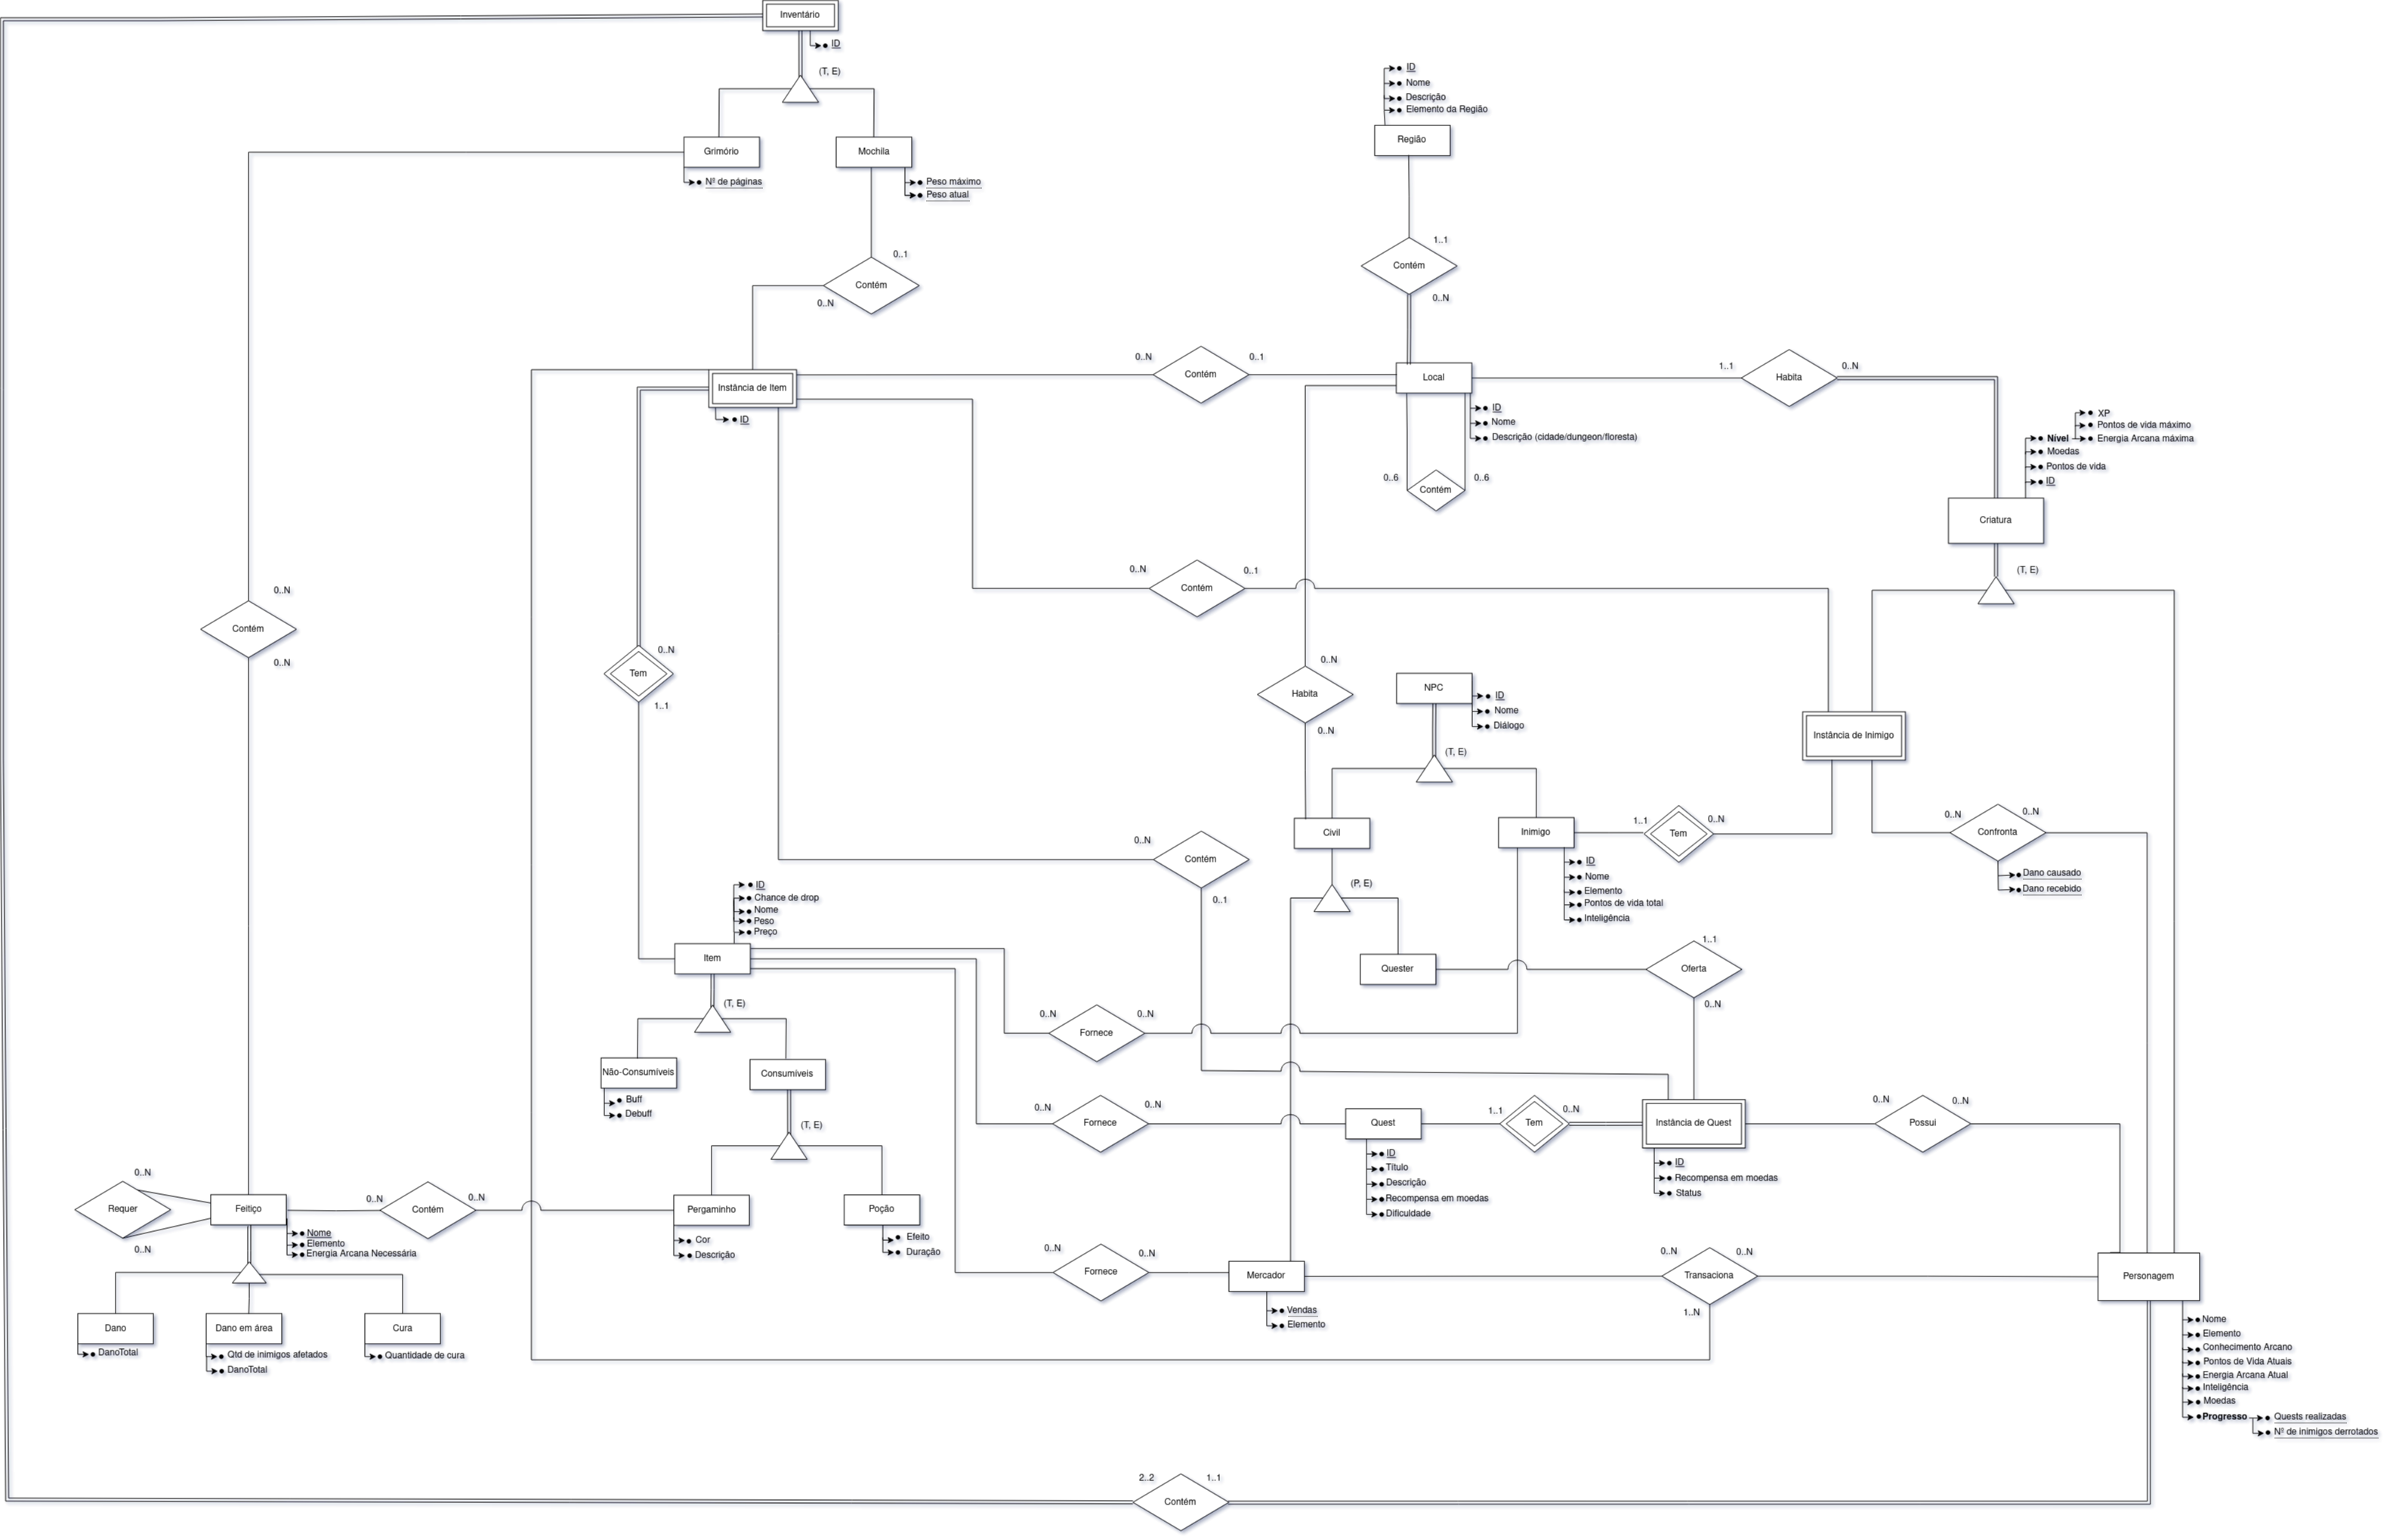 Inventário
ID
(T, E)
Grimório
Nº de páginas
Mochila
Peso máximo
Peso atual
0..1
Contém
0..N
ID
Nome
Descrição
Elemento da Região
Região
1..1
Contém
0..N
Instância de Item
ID
0..N
Contém
0..1
Local
ID
Nome
Descrição (cidade/dungeon/floresta)
0..6
Contém
0..6
1..1
Habita
0..N
XP
Pontos de vida máximo
Energia Arcana máxima
Nível
Moedas
Pontos de vida
ID
Criatura
(T, E)
0..N
Contém
0..1
0..N
Contém
0..N
0..N
Tem
1..1
0..N
Habita
0..N
NPC
ID
Nome
Diálogo
(T, E)
Instância de Inimigo
Civil
Inimigo
ID
Nome
Elemento
Pontos de vida total
Inteligência
1..1
Tem
0..N
0..N
Confronta
0..N
Dano causado
Dano recebido
0..N
Contém
0..1
(P, E)
Quester
1..1
Oferta
0..N
ID
Chance de drop
Nome
Peso
Preço
Item
(T, E)
0..N
Fornece
0..N
Não-Consumíveis
Buff
Debuff
Consumíveis
(T, E)
0..N
Fornece
0..N
Quest
ID
Título
Descrição
Recompensa em moedas
Dificuldade
1..1
Tem
0..N
Instância de Quest
ID
Recompensa em moedas
Status
0..N
Possui
0..N
0..N
Requer
0..N
Feitiço
Nome
Elemento
Energia Arcana Necessária
0..N
Contém
0..N
Pergaminho
Cor
Descrição
Poção
Efeito
Duração
0..N
Fornece
0..N
Mercador
Vendas
Elemento
0..N
Transaciona
0..N
1..N
Personagem
Nome
Elemento
Conhecimento Arcano
Pontos de Vida Atuais
Energia Arcana Atual
Inteligência
Moedas
Progresso
Quests realizadas
Nº de inimigos derrotados
Dano
DanoTotal
Dano em área
Qtd de inimigos afetados
DanoTotal
Cura
Quantidade de cura
2..2
Contém
1..1